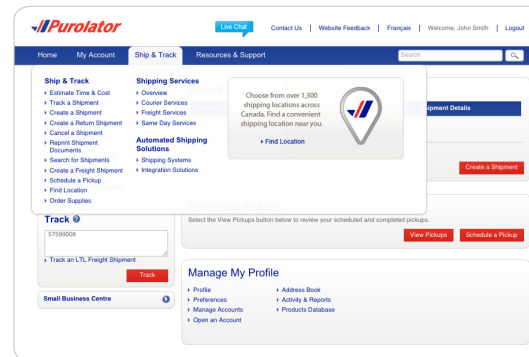 Purolator
Live Chat
Contact Us | Website Feedback | Français | Welcome, John Smith | Logout
Home My Account Ship & Track Resources & Support Search
Ship & Track
Estimate Time & Cost
Track a Shipment
Create a Shipment
Create a Return Shipment
Cancel a Shipment
Reprint Shipment
Documents
Search for Shipments
Create a Freight Shipment
Schedule a Pickup
Find Location
Order Supplies
Shipping Services
Overview
Courier Services
Freight Services
Same Day Services
Automated Shipping
Solutions
Shipping Systems
Integration Solutions
Choose from over 1,300
shipping locations across
Canada. Find a convenient
shipping location near you.
Find Location
ipment Details
Create a Shipment
Select the View Pickups button below to review your scheduled and completed pickups.
View Pickups Schedule a Pickup
Track ?
57599006
Track an LTL Freight Shipment
Track
Small Business Centre
Manage My Profile
Profile
Preferences
Manage Accounts
Open an Account
Address Book
Activity & Reports
Products Database